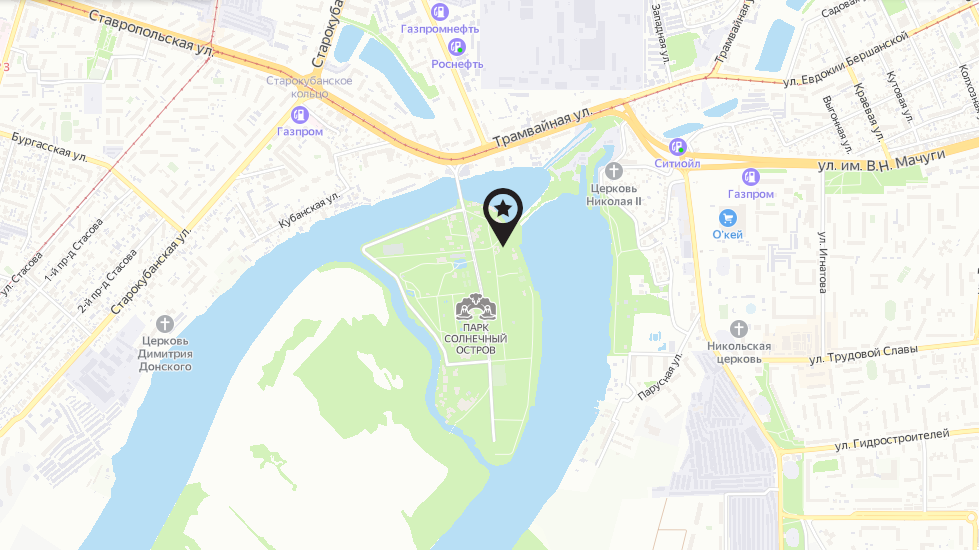 Ставропольская ул.
Старокуба
Газпромнефть
Роснефть
Западная ул.
Трамвайная ул.
Садовая
ул. Евдокии Бершанской
3
Старокубанское
кольцо
Газпром
Трамвайная ул.
Выгонная ул.
Краевая ул.
Кутовая ул.
Колхозная
Бургасская ул.
Ситиойл
ул. им. В.Н. Мачуги
Церковь
Николая II
Газпром
Кубанская ул.
О'кей
ул. Стасова
1-й пр-д Стасова
2-й пр-д Стасова
Старокубанская ул.
ул. Игнатова
ПАРК
СОЛНЕЧНЫЙ
ОСТРОВ
Церковь
Димитрия
Донского
Никольская
церковь
ул. Трудовой Славы
Парусная ул.
ул. Гидростроителей